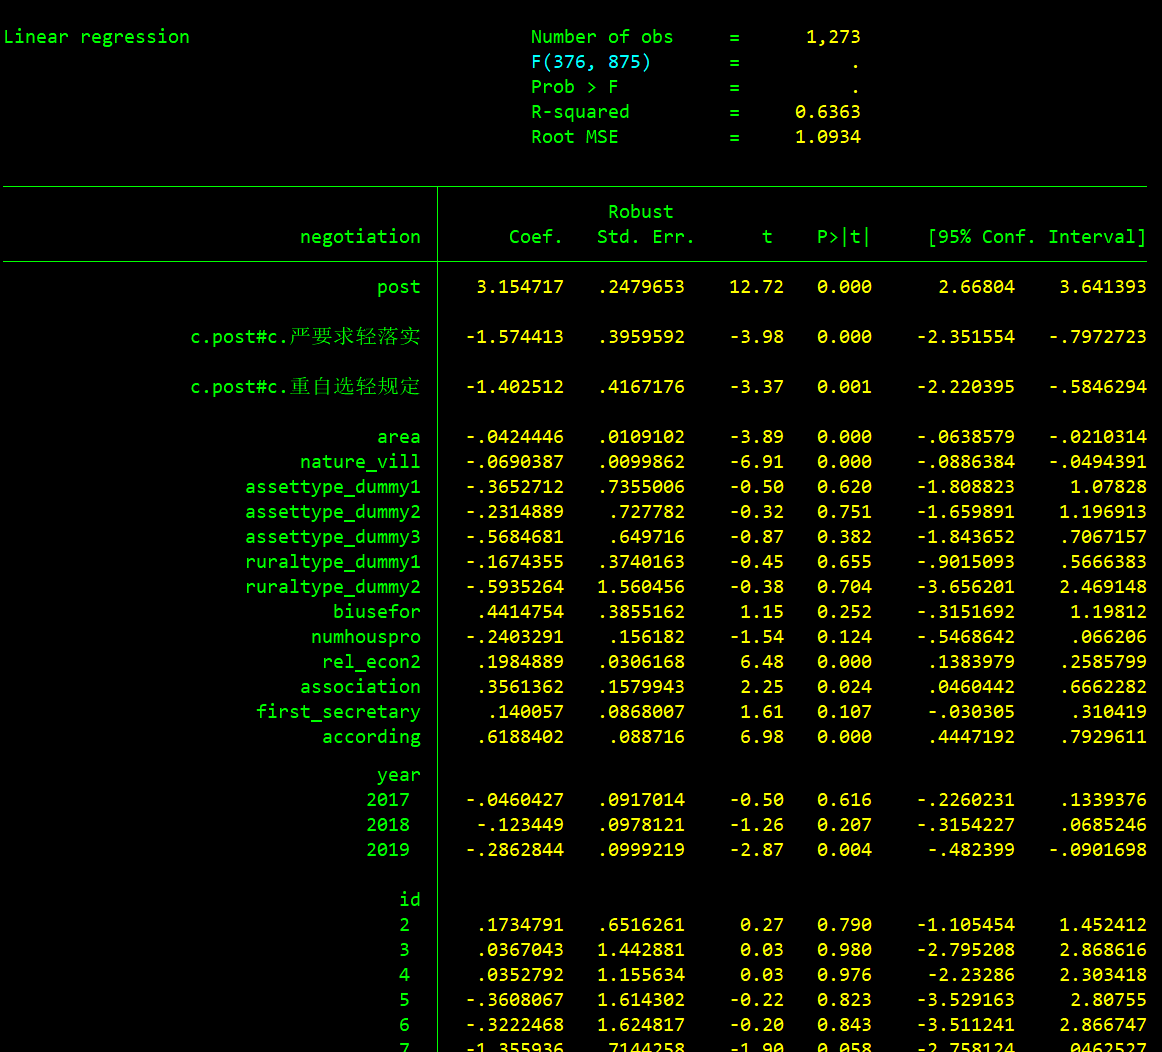 Linear regression Number of obs = 1,273
F(376, 875) = .
Prob > F = .
R-squared = 0.6363
Root MSE = 1.0934
Robust
negotiation Coef. Std. Err. t P>|t| [95% Conf. Interval]
post 3.154717 .2479653 12.72 0.000 2.66804 3.641393
c.post#c.严要求轻落实 -1.574413 .3959592 -3.98 0.000 -2.351554 -.7972723
c.post#c.重自选轻规定 -1.402512 .4167176 -3.37 0.001 -2.220395 -.5846294
area -.0424446 .0109102 -3.89 0.000 -.0638579 -.0210314
nature_vill -.0690387 .0099862 -6.91 0.000 -.0886384 -.0494391
assettype_dummy1 -.3652712 .7355006 -0.50 0.620 -1.808823 1.07828
assettype_dummy2 -.2314889 .727782 -0.32 0.751 -1.659891 1.196913
assettype_dummy3 -.5684681 .649716 -0.87 0.382 -1.843652 .7067157
ruraltype_dummy1 -.1674355 .3740163 -0.45 0.655 -.9015093 .5666383
ruraltype_dummy2 -.5935264 1.560456 -0.38 0.704 -3.656201 2.469148
biusefor .4414754 .3855162 1.15 0.252 -.3151692 1.19812
numhouspro -.2403291 .156182 -1.54 0.124 -.5468642 .066206
rel_econ2 .1984889 .0306168 6.48 0.000 .1383979 .2585799
association .3561362 .1579943 2.25 0.024 .0460442 .6662282
first_secretary .140057 .0868007 1.61 0.107 -.030305 .310419
according .6188402 .088716 6.98 0.000 .4447192 .7929611
year
2017 -.0460427 .0917014 -0.50 0.616 -.2260231 .1339376
2018 -.123449 .0978121 -1.26 0.207 -.3154227 .0685246
2019 -.2862844 .0999219 -2.87 0.004 -.482399 -.0901698
id
2 .1734791 .6516261 0.27 0.790 -1.105454 1.452412
3 .0367043 1.442881 0.03 0.980 -2.795208 2.868616
4 .0352792 1.155634 0.03 0.976 -2.23286 2.303418
5 -.3608067 1.614302 -0.22 0.823 -3.529163 2.80755
6 -.3222468 1.624817 -0.20 0.843 -3.511241 2.866747
7 -1.355936 .7144258 -1.90 0.058 -2.758124 .0462527